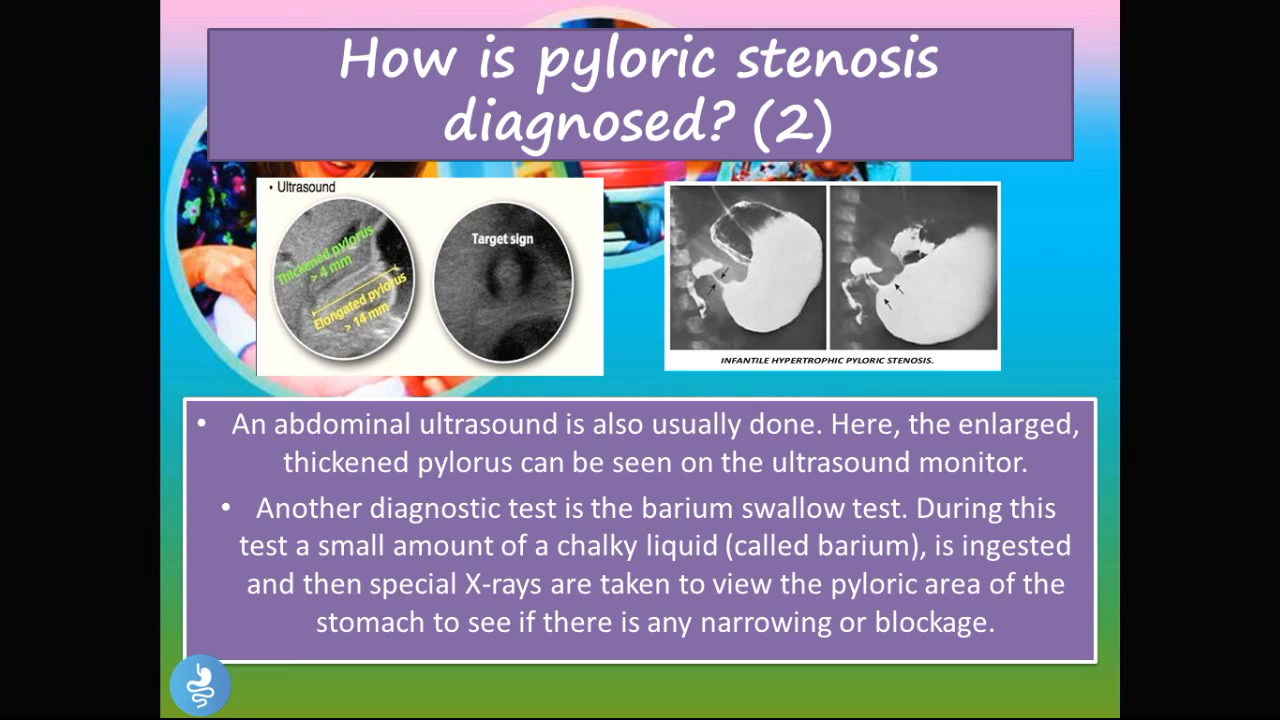 How is pyloric stenosis
diagnosed? (2)
• Ultrasound
Thickened pylorus
> 4 mm
Elongated pylorus
> 14 mm
Target sign
INFANTILE HYPERTROPHIC PYLORIC STENOSIS.
• An abdominal ultrasound is also usually done. Here, the enlarged,
thickened pylorus can be seen on the ultrasound monitor.
• Another diagnostic test is the barium swallow test. During this
test a small amount of a chalky liquid (called barium), is ingested
and then special X-rays are taken to view the pyloric area of the
stomach to see if there is any narrowing or blockage.